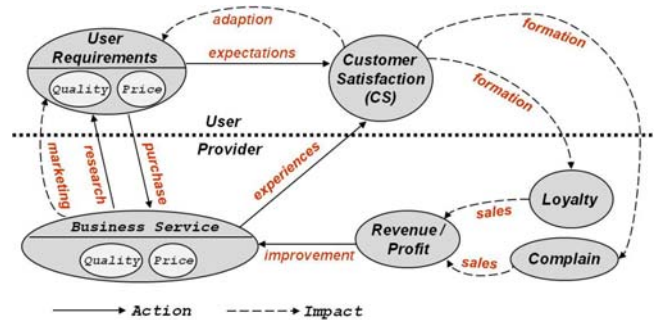 adaption
formation
User
Requirements
expectations
Customer
Satisfaction
(CS)
Quality
Price
formation
User
Provider
marketing
research
purchase
experiences
Loyalty
sales
Business Service
Revenue /
Profit
Quality
Price
improvement
sales
Complain
Action
Impact